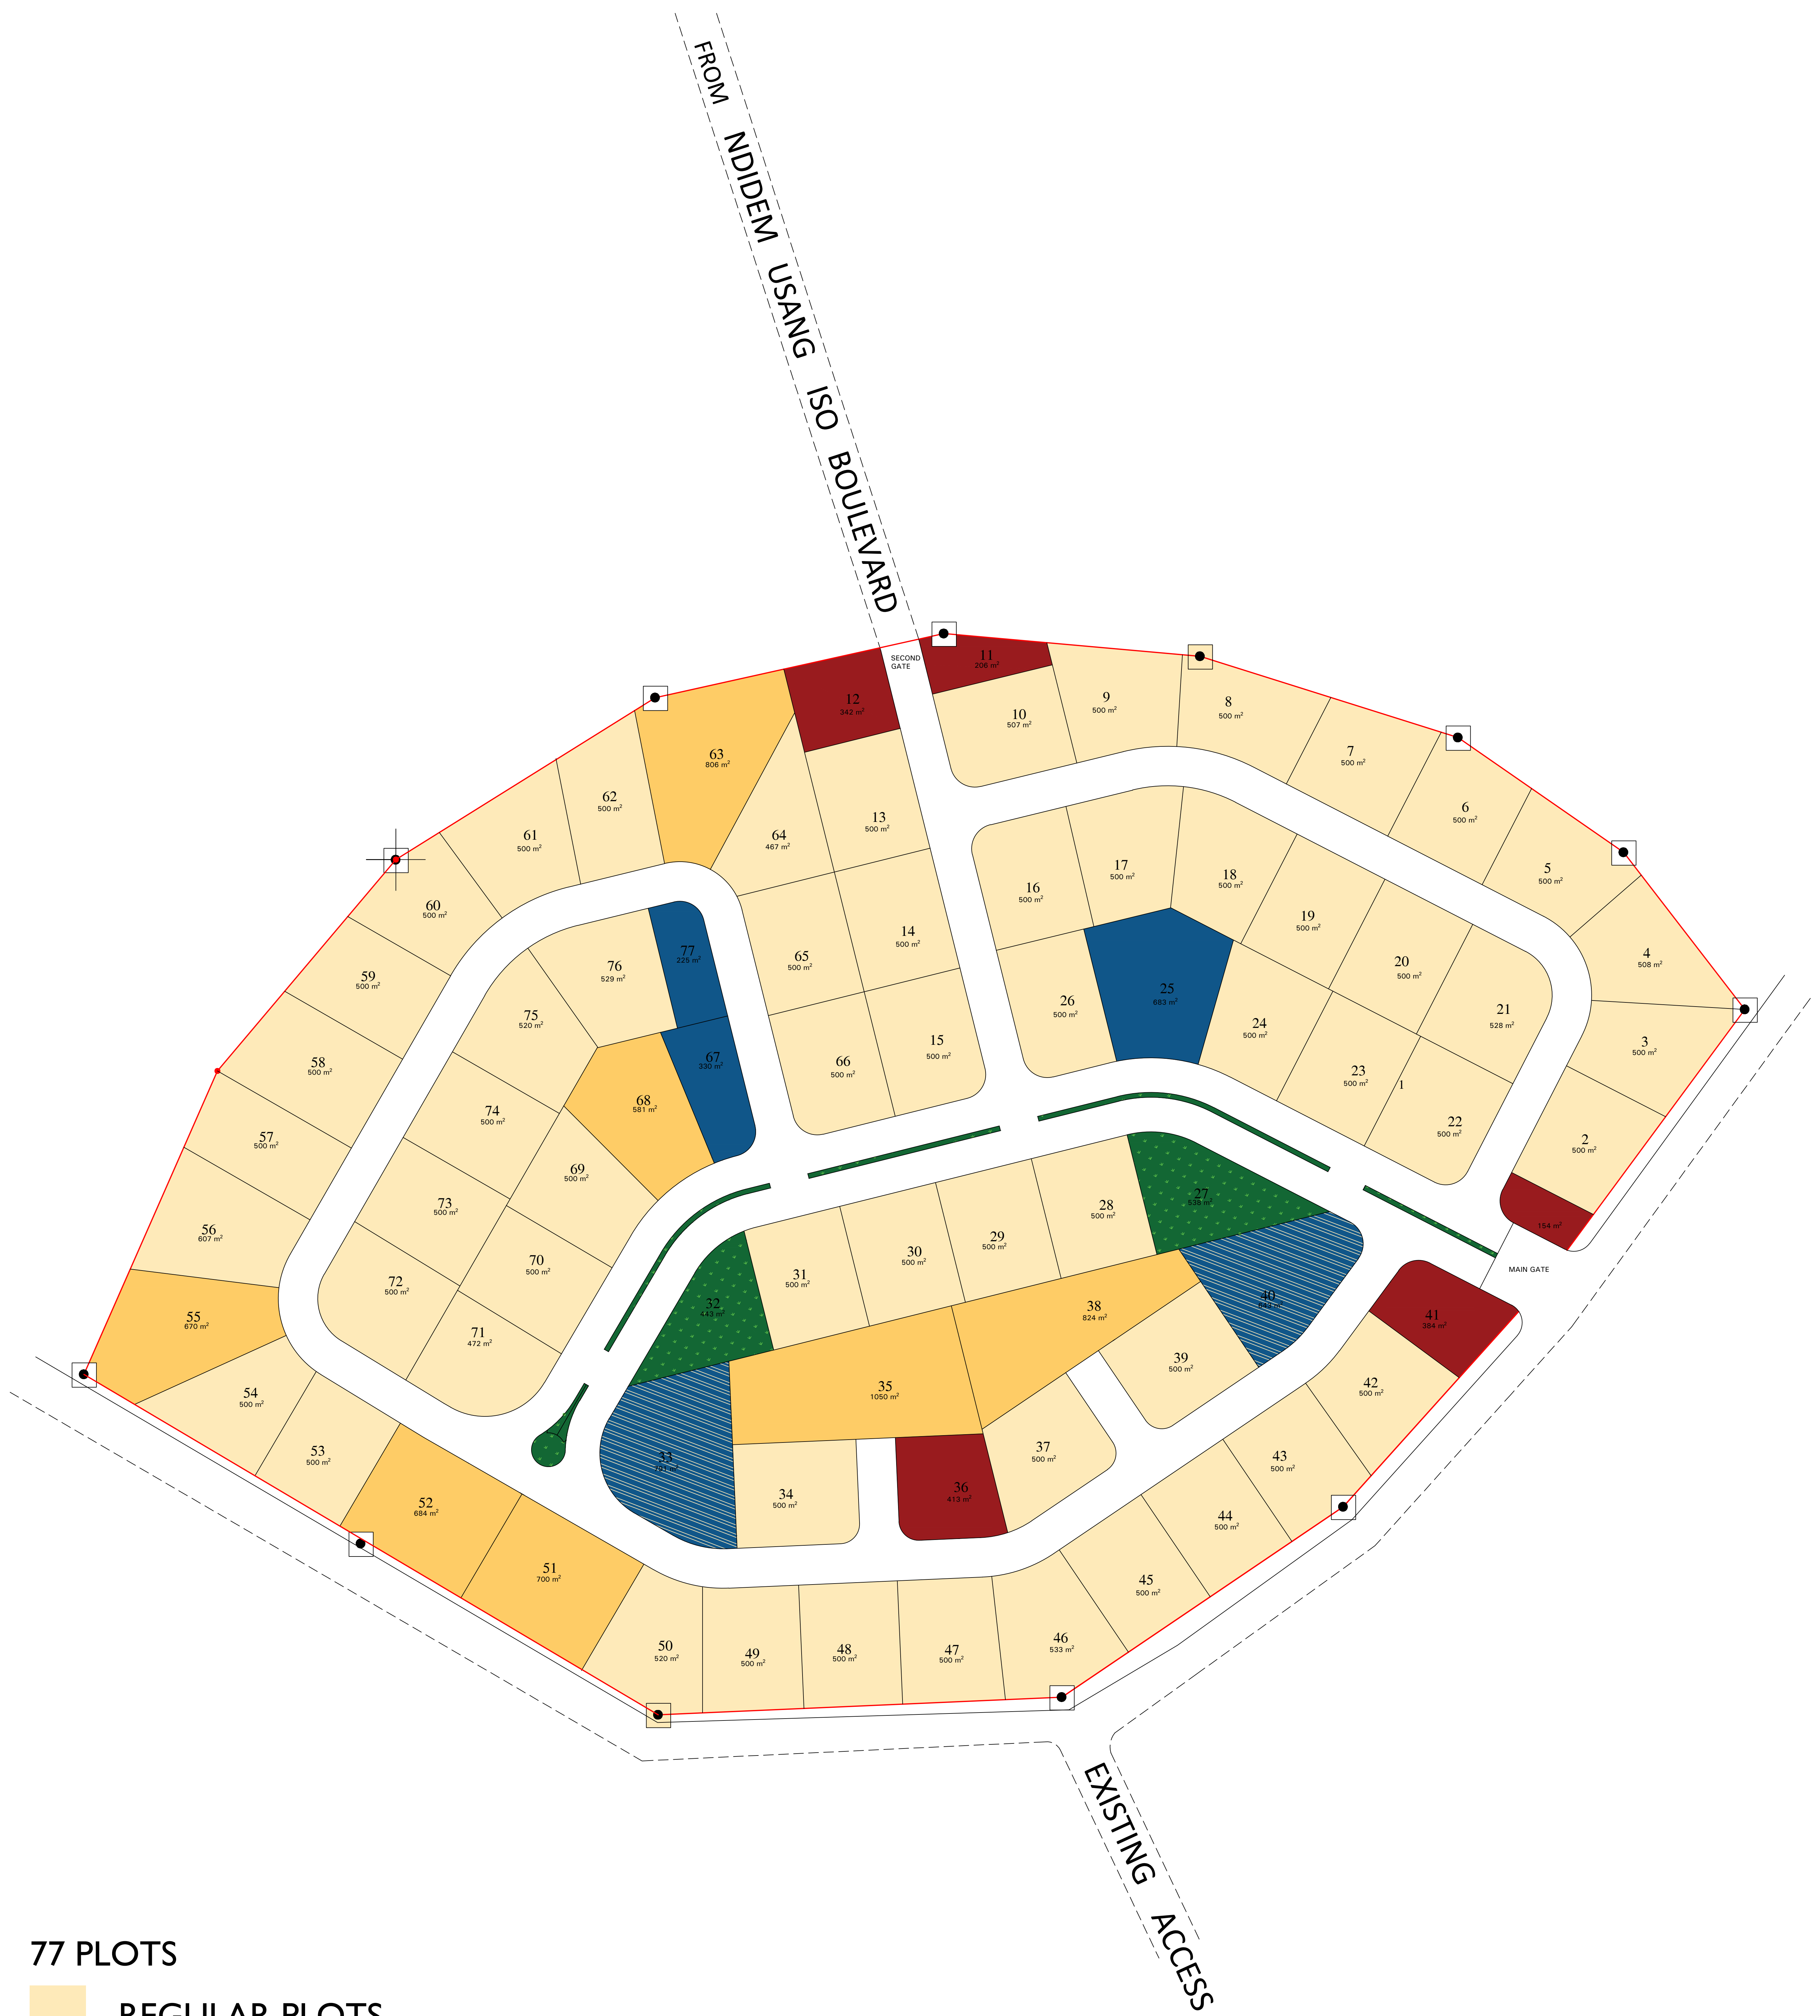 FROM NDIDEM USANG ISO BOULEVARD
SECOND
GATE
11
206 m²
12
342 m²
10
507 m²
9
500 m²
8
500 m²
7
500 m²
6
500 m²
5
500 m²
4
508 m²
3
500 m²
2
500 m²
154 m²
MAIN GATE
63
806 m²
62
500 m²
61
500 m²
60
500 m²
59
500 m²
58
500 m²
57
500 m²
56
607 m²
55
670 m²
54
500 m²
53
500 m²
52
684 m²
51
700 m²
50
520 m²
49
500 m²
48
500 m²
47
500 m²
46
533 m²
45
500 m²
44
500 m²
43
500 m²
42
500 m²
41
384 m²
64
467 m²
13
500 m²
14
500 m²
65
500 m²
15
500 m²
66
500 m²
16
500 m²
17
500 m²
18
500 m²
19
500 m²
20
500 m²
21
528 m²
22
500 m²
23
500 m²
1
24
500 m²
25
683 m²
26
500 m²
77
225 m²
76
529 m²
75
520 m²
67
330 m²
68
581 m²
74
500 m²
69
500 m²
73
500 m²
70
500 m²
72
500 m²
71
472 m²
27
28
500 m²
29
500 m²
30
500 m²
31
500 m²
32
443 m²
33
34
500 m²
35
1050 m²
36
413 m²
37
500 m²
38
824 m²
39
500 m²
40
EXISTING ACCESS
77 PLOTS
REGULAR PLOTS